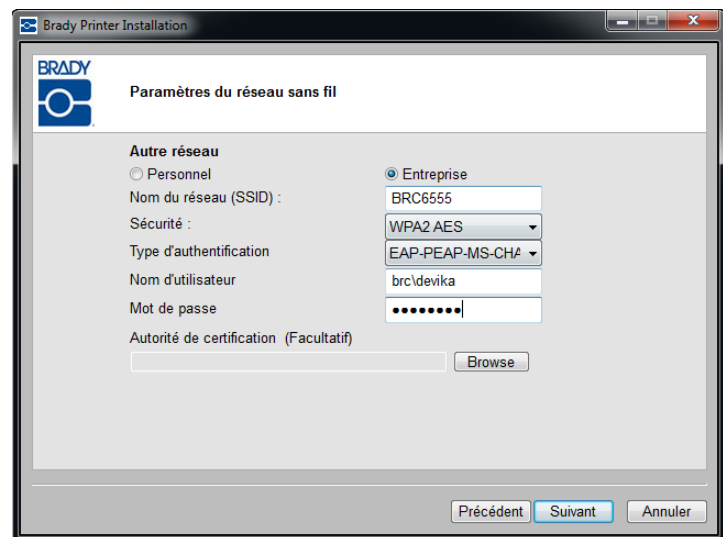 Brady Printer Installation
BRADY
Paramètres du réseau sans fil
Autre réseau
Personnel Entreprise
Nom du réseau (SSID) : BRC6555
Sécurité : WPA2 AES
Type d'authentification EAP-PEAP-MS-CHA
Nom d'utilisateur brc\devika
Mot de passe ●●●●●●●●
Autorité de certification (Facultatif)
Browse
Précédent Suivant Annuler